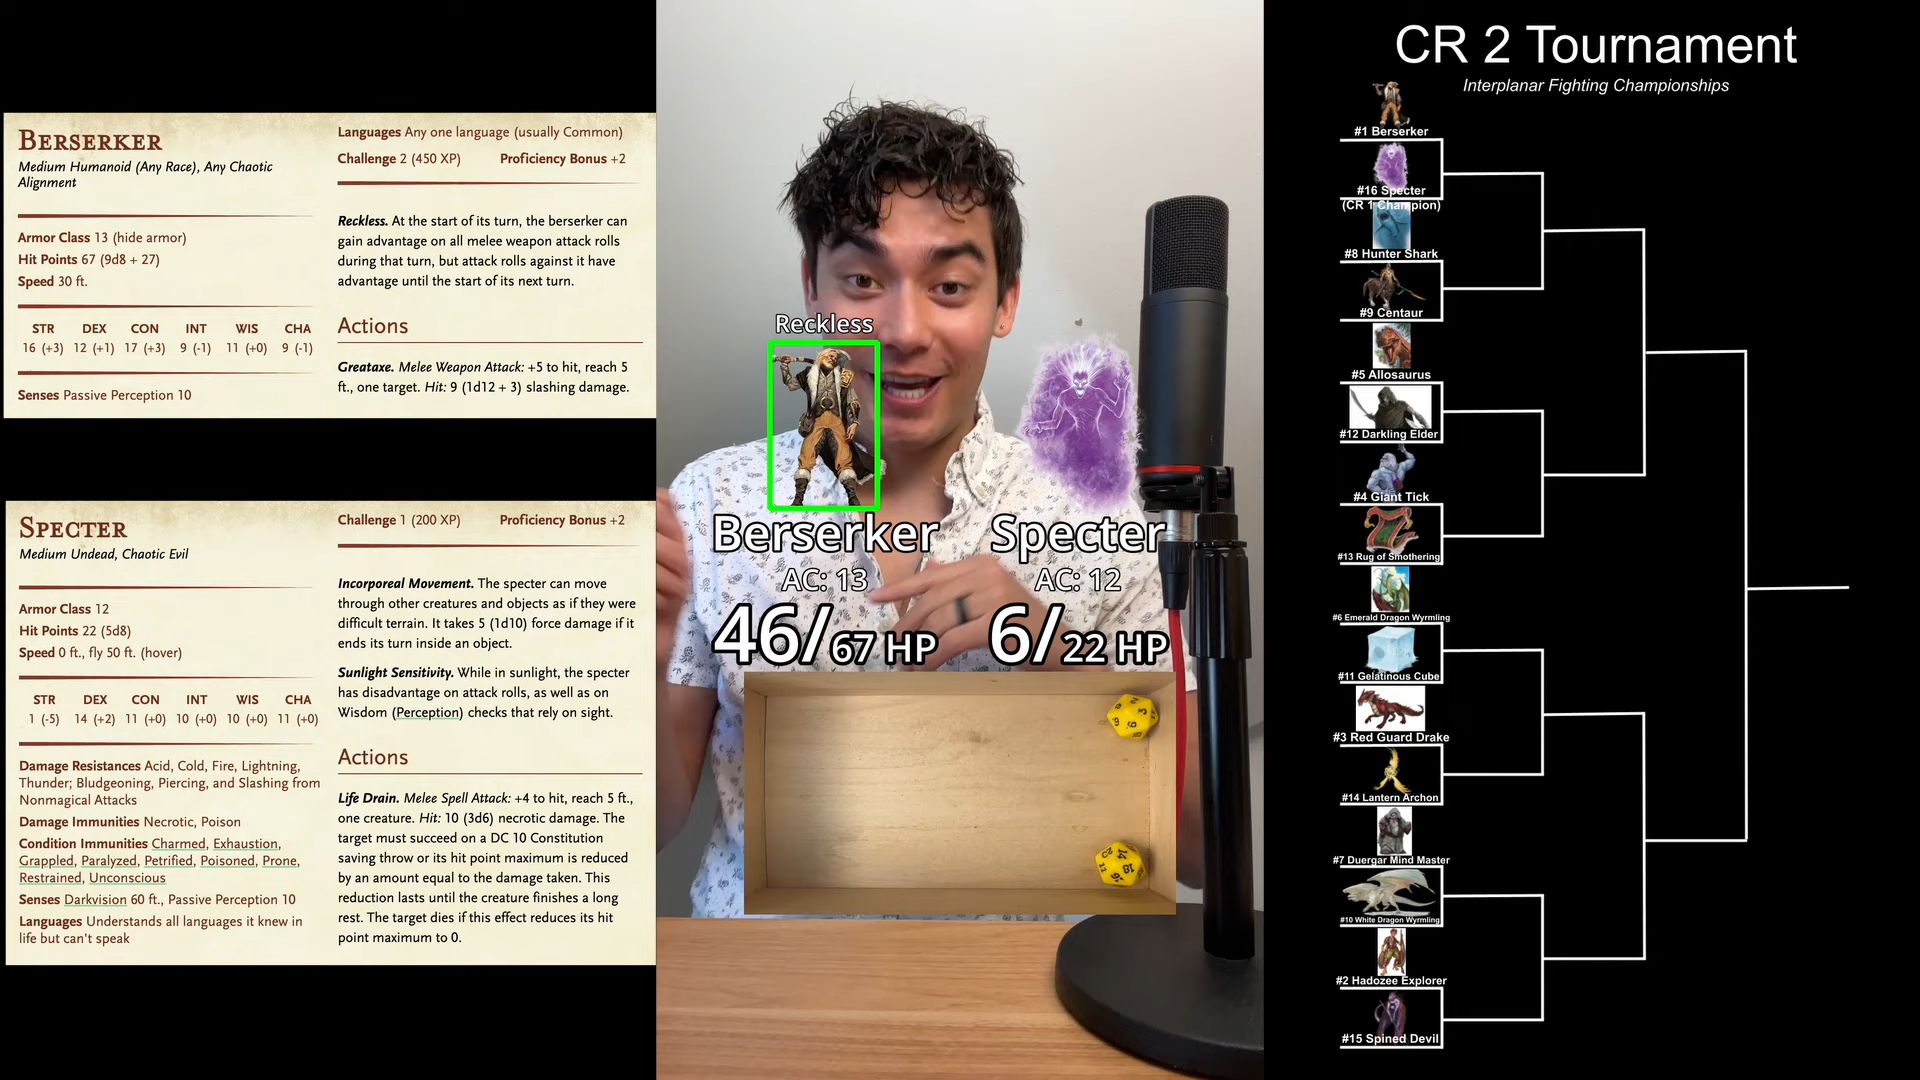 BERSERKER
Medium Humanoid (Any Race), Any Chaotic
Alignment
Armor Class 13 (hide armor)
Hit Points 67 (9d8 + 27)
Speed 30 ft.
STR DEX CON INT WIS CHA
16 (+3) 12 (+1) 17 (+3) 9 (-1) 11 (+0) 9 (-1)
Senses Passive Perception 10
Languages Any one language (usually Common)
Challenge 2 (450 XP) Proficiency Bonus +2
Reckless. At the start of its turn, the berserker can
gain advantage on all melee weapon attack rolls
during that turn, but attack rolls against it have
advantage until the start of its next turn.
Actions
Greataxe. Melee Weapon Attack: +5 to hit, reach 5
ft., one target. Hit: 9 (1d12 + 3) slashing damage.
SPECTER
Medium Undead, Chaotic Evil
Armor Class 12
Hit Points 22 (5d8)
Speed 0 ft., fly 50 ft. (hover)
STR DEX CON INT WIS CHA
1 (-5) 14 (+2) 11 (+0) 10 (+0) 10 (+0) 11 (+0)
Damage Resistances Acid, Cold, Fire, Lightning,
Thunder; Bludgeoning, Piercing, and Slashing from
Nonmagical Attacks
Damage Immunities Necrotic, Poison
Condition Immunities Charmed, Exhaustion,
Grappled, Paralyzed, Petrified, Poisoned, Prone,
Restrained, Unconscious
Senses Darkvision 60 ft., Passive Perception 10
Languages Understands all languages it knew in
life but can't speak
Challenge 1 (200 XP) Proficiency Bonus +2
Incorporeal Movement. The specter can move
through other creatures and objects as if they were
difficult terrain. It takes 5 (1d10) force damage if it
ends its turn inside an object.
Sunlight Sensitivity. While in sunlight, the specter
has disadvantage on attack rolls, as well as on
Wisdom (Perception) checks that rely on sight.
Actions
Life Drain. Melee Spell Attack: +4 to hit, reach 5 ft.,
one creature. Hit: 10 (3d6) necrotic damage. The
target must succeed on a DC 10 Constitution
saving throw or its hit point maximum is reduced
by an amount equal to the damage taken. This
reduction lasts until the creature finishes a long
rest. The target dies if this effect reduces its hit
point maximum to 0.
Reckless
Berserker
AC: 13
46/67 HP
Specter
AC: 12
6/22 HP
CR 2 Tournament
Interplanar Fighting Championships
#1 Berserker
#16 Specter
(CR 1 Champion)
#8 Hunter Shark
#9 Centaur
#5 Allosaurus
#12 Darkling Elder
#4 Giant Tick
#13 Rug of Smothering
#6 Emerald Dragon Wyrmling
#11 Gelatinous Cube
#3 Red Guard Drake
#14 Lantern Archon
#7 Duergar Mind Master
#10 White Dragon Wyrmling
#2 Hadozee Explorer
#15 Spined Devil